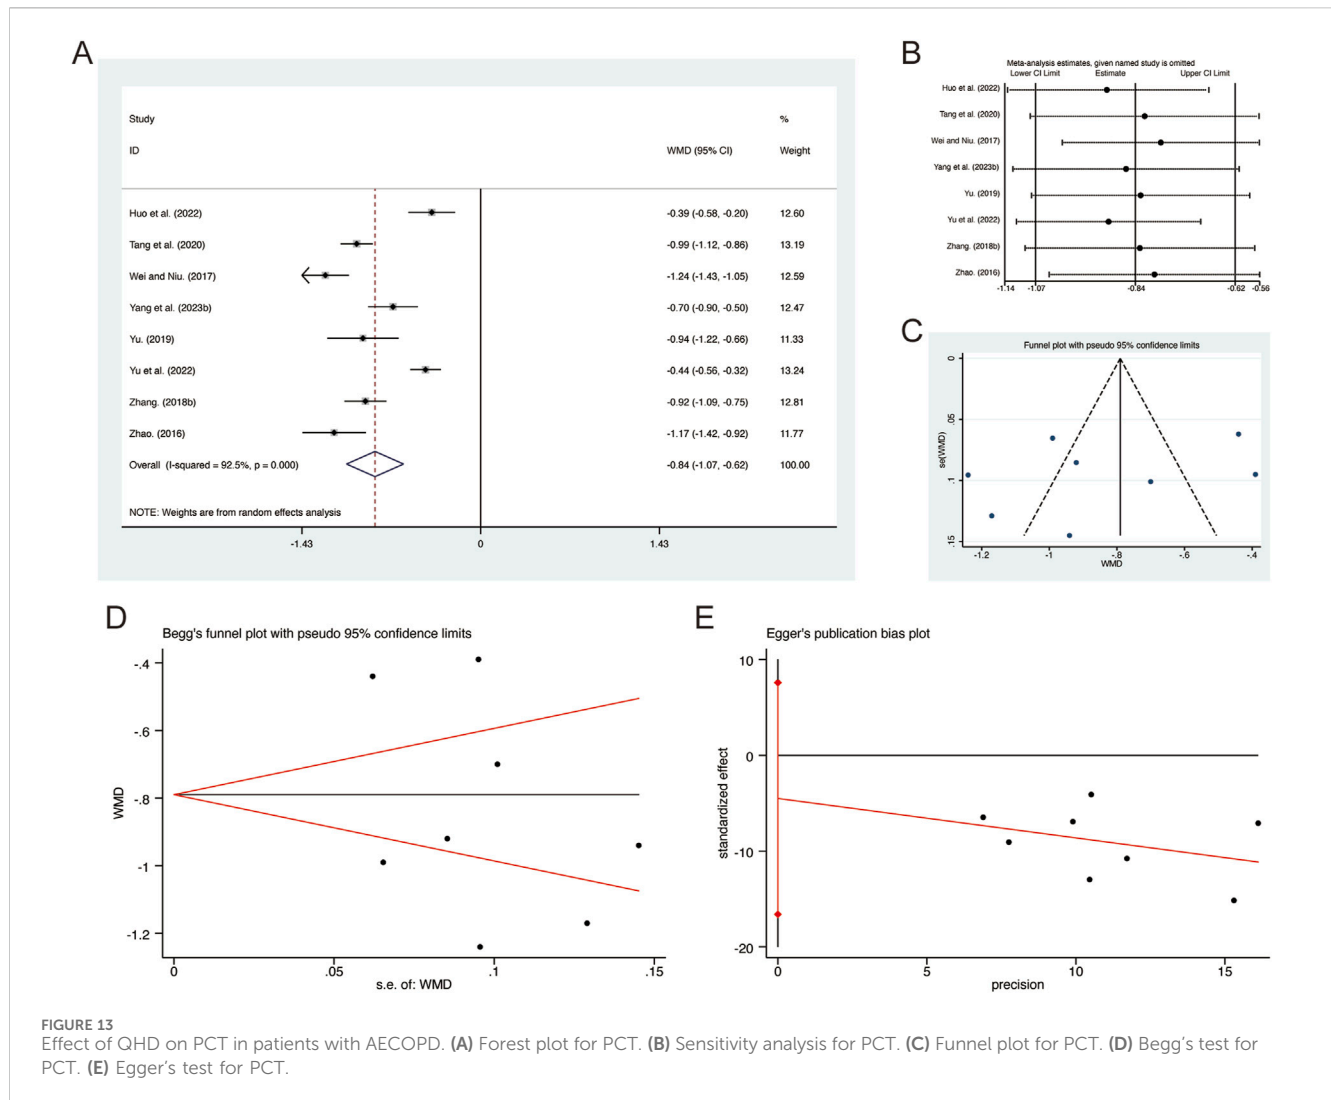 A
Study %
ID WMD (95% CI) Weight
Huo et al. (2022) -0.39 (-0.58, -0.20) 12.60
Tang et al. (2020) -0.99 (-1.12, -0.86) 13.19
Wei and Niu. (2017) -1.24 (-1.43, -1.05) 12.59
Yang et al. (2023b) -0.70 (-0.90, -0.50) 12.47
Yu. (2019) -0.94 (-1.22, -0.66) 11.33
Yu et al. (2022 -0.44 (-0.56, -0.32) 13.24
Zhang. (2018b) -0.92 (-1.09, -0.75) 12.81
Zhao. (2016) -1.17 (-1.42, -0.92) 11.77
Overall (I-squared = 92.5%, p = 0.000) -0.84 (-1.07, -0.62) 100.00
NOTE: Weights are from random effects analysis
-1.43 0 1.43
B
Meta-analysis estimates, given named study is omitted
Lower CI Limit Estimate Upper CI Limit
Huo et al. (2022)
Tang et al. (2020)
Wei and Niu. (2017)
Yang et al. (2023b)
Yu. (2019)
Yu et al. (2022
Zhang. (2018b)
Zhao. (2016)
-1.14 -1.07 -0.84 -0.62 -0.56
C
Funnel plot with pseudo 95% confidence limits
se(WMD)
0
.05
.1
.15
-1.2 -1 -.8 -.6 -.4
WMD
D
Begg's funnel plot with pseudo 95% confidence limits
WMD
-.4
-.6
-.8
-1
-1.2
0 .05 .1 .15
s.e. of: WMD
E
Egger's publication bias plot
standardized effect
10
0
-10
-20
0 5 10 15
precision
FIGURE 13
Effect of QHD on PCT in patients with AECOPD. (A) Forest plot for PCT. (B) Sensitivity analysis for PCT. (C) Funnel plot for PCT. (D) Begg's test for
PCT. (E) Egger's test for PCT.